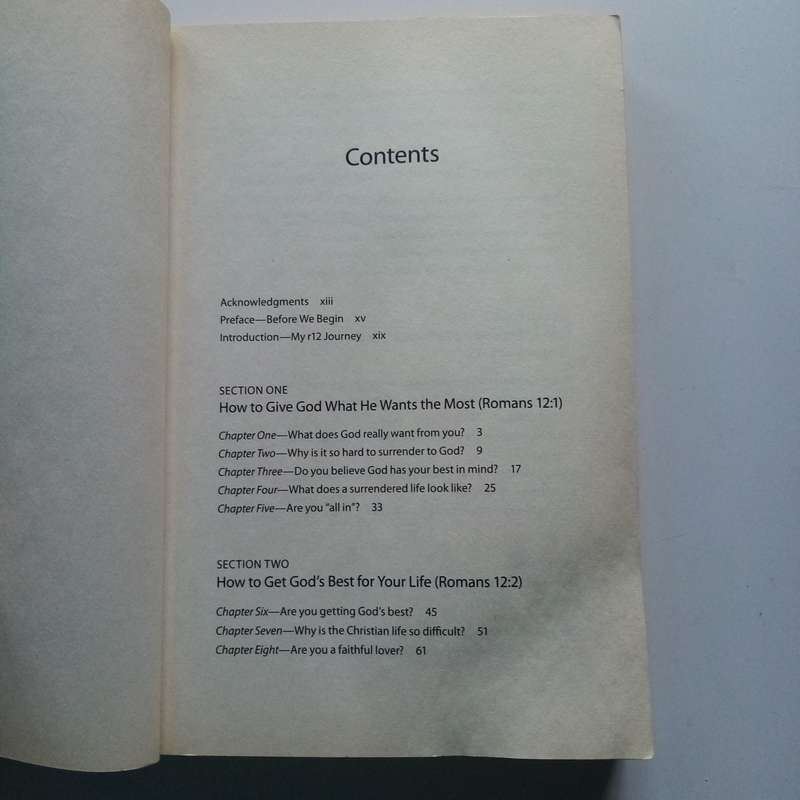 Contents
Acknowledgments xiii
Preface—Before We Begin xv
Introduction—My r12 Journey xix
SECTION ONE
How to Give God What He Wants the Most (Romans 12:1)
Chapter One—What does God really want from you? 3
Chapter Two—Why is it so hard to surrender to God? 9
Chapter Three—Do you believe God has your best in mind? 17
Chapter Four—What does a surrendered life look like? 25
Chapter Five—Are you “all in”? 33
SECTION TWO
How to Get God’s Best for Your Life (Romans 12:2)
Chapter Six—Are you getting God’s best? 45
Chapter Seven—Why is the Christian life so difficult? 51
Chapter Eight—Are you a faithful lover? 61